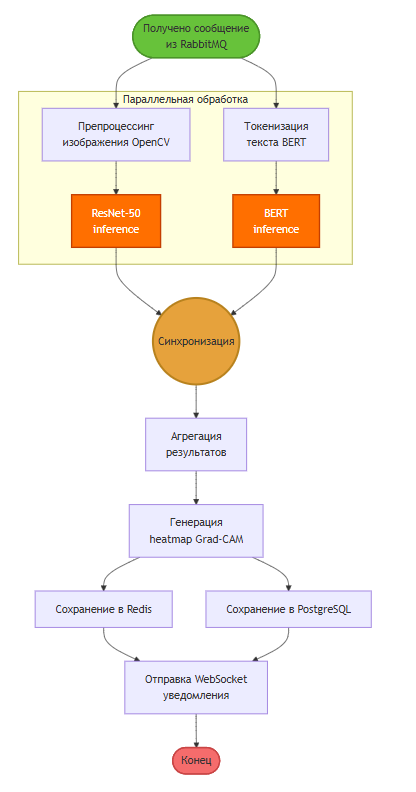 Получено сообщение
из RabbitMQ
Параллельная обработка
Препроцессинг
изображения OpenCV
Токенизация
текста BERT
ResNet-50
inference
BERT
inference
Синхронизация
Агрегация
результатов
Генерация
heatmap Grad-CAM
Сохранение в Redis
Сохранение в PostgreSQL
Отправка WebSocket
уведомления
Конец